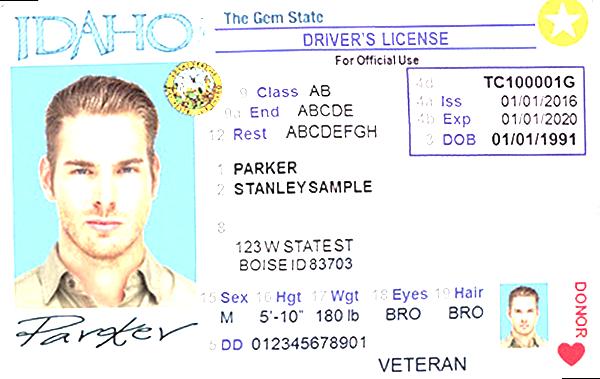 IDAHO
The Gem State
DRIVER'S LICENSE
For Official Use
9 Class AB
9a End ABCDE
12 Rest ABCDEFGH
4d TC100001G
4a Iss 01/01/2016
4b Exp 01/01/2020
3 DOB 01/01/1991
1 PARKER
2 STANLEYSAMPLE
8
123 W STATE ST
BOISE ID 83703
15 Sex 16 Hgt 17 Wgt 18 Eyes 19 Hair
M 5'-10" 180 lb BRO BRO
5 DD 012345678901
VETERAN
DONOR
Parker